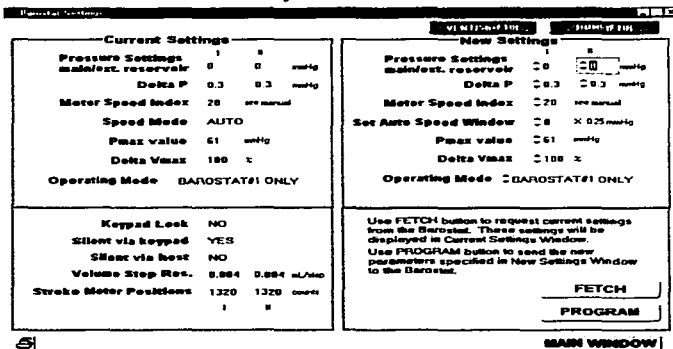 Barostat Settings
Current Settings
I II
Pressure Settings
main/ext. reservoir 0 0 mmHg
Delta P 0.3 0.3 mmHg
Motor Speed Index 20 see manual
Speed Mode AUTO
Pmax value 61 mmHg
Delta Vmax 100 %
Operating Mode BAROSTAT#1 ONLY
Keypad Lock NO
Silent via keypad YES
Silent via host NO
Volume Step Res. 0.084 0.084 mL/step
Stroke Motor Positions 1320 1320 counts
I II
New Settings
I II
Pressure Settings
main/ext. reservoir 0 0 mmHg
Delta P 0.3 0.3 mmHg
Motor Speed Index 20 see manual
Set Auto Speed Window 8 X 0.25 mmHg
Pmax value 61 mmHg
Delta Vmax 100 %
Operating Mode BAROSTAT#1 ONLY
Use FETCH button to request current settings
from the Barostat. These settings will be
displayed in Current Settings Window.
Use PROGRAM button to send the new
parameters specified in New Settings Window
to the Barostat.
FETCH
PROGRAM
MAIN WINDOW